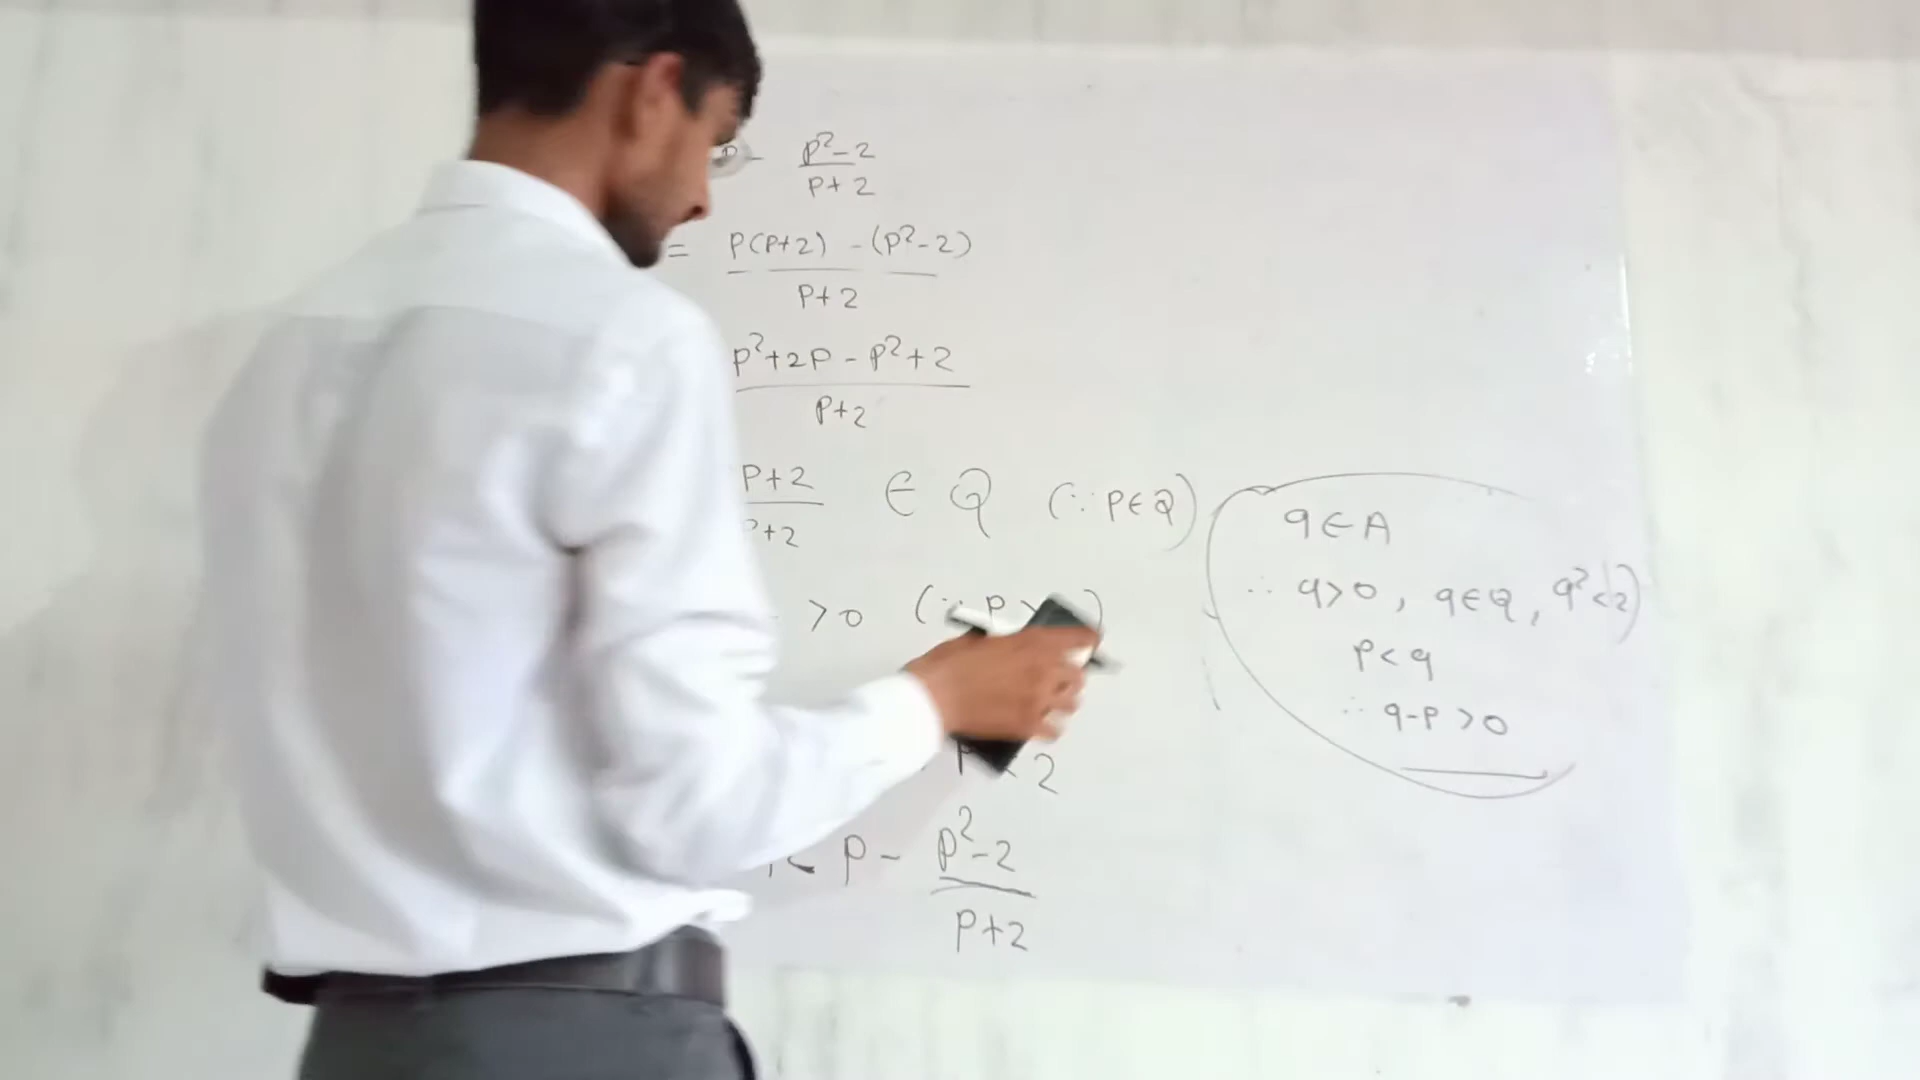 P - P²-2
P+2
= P(P+2) - (P²-2)
P+2
P²+2P - P²+2
P+2
P+2 ∈ Q (∵ P∈Q)
P+2
>0 (∵ P >
P < 2
< P - P²-2
P+2
q∈A
∴ q>0, q∈Q, q²<2)
P<q
∴ q-P >0